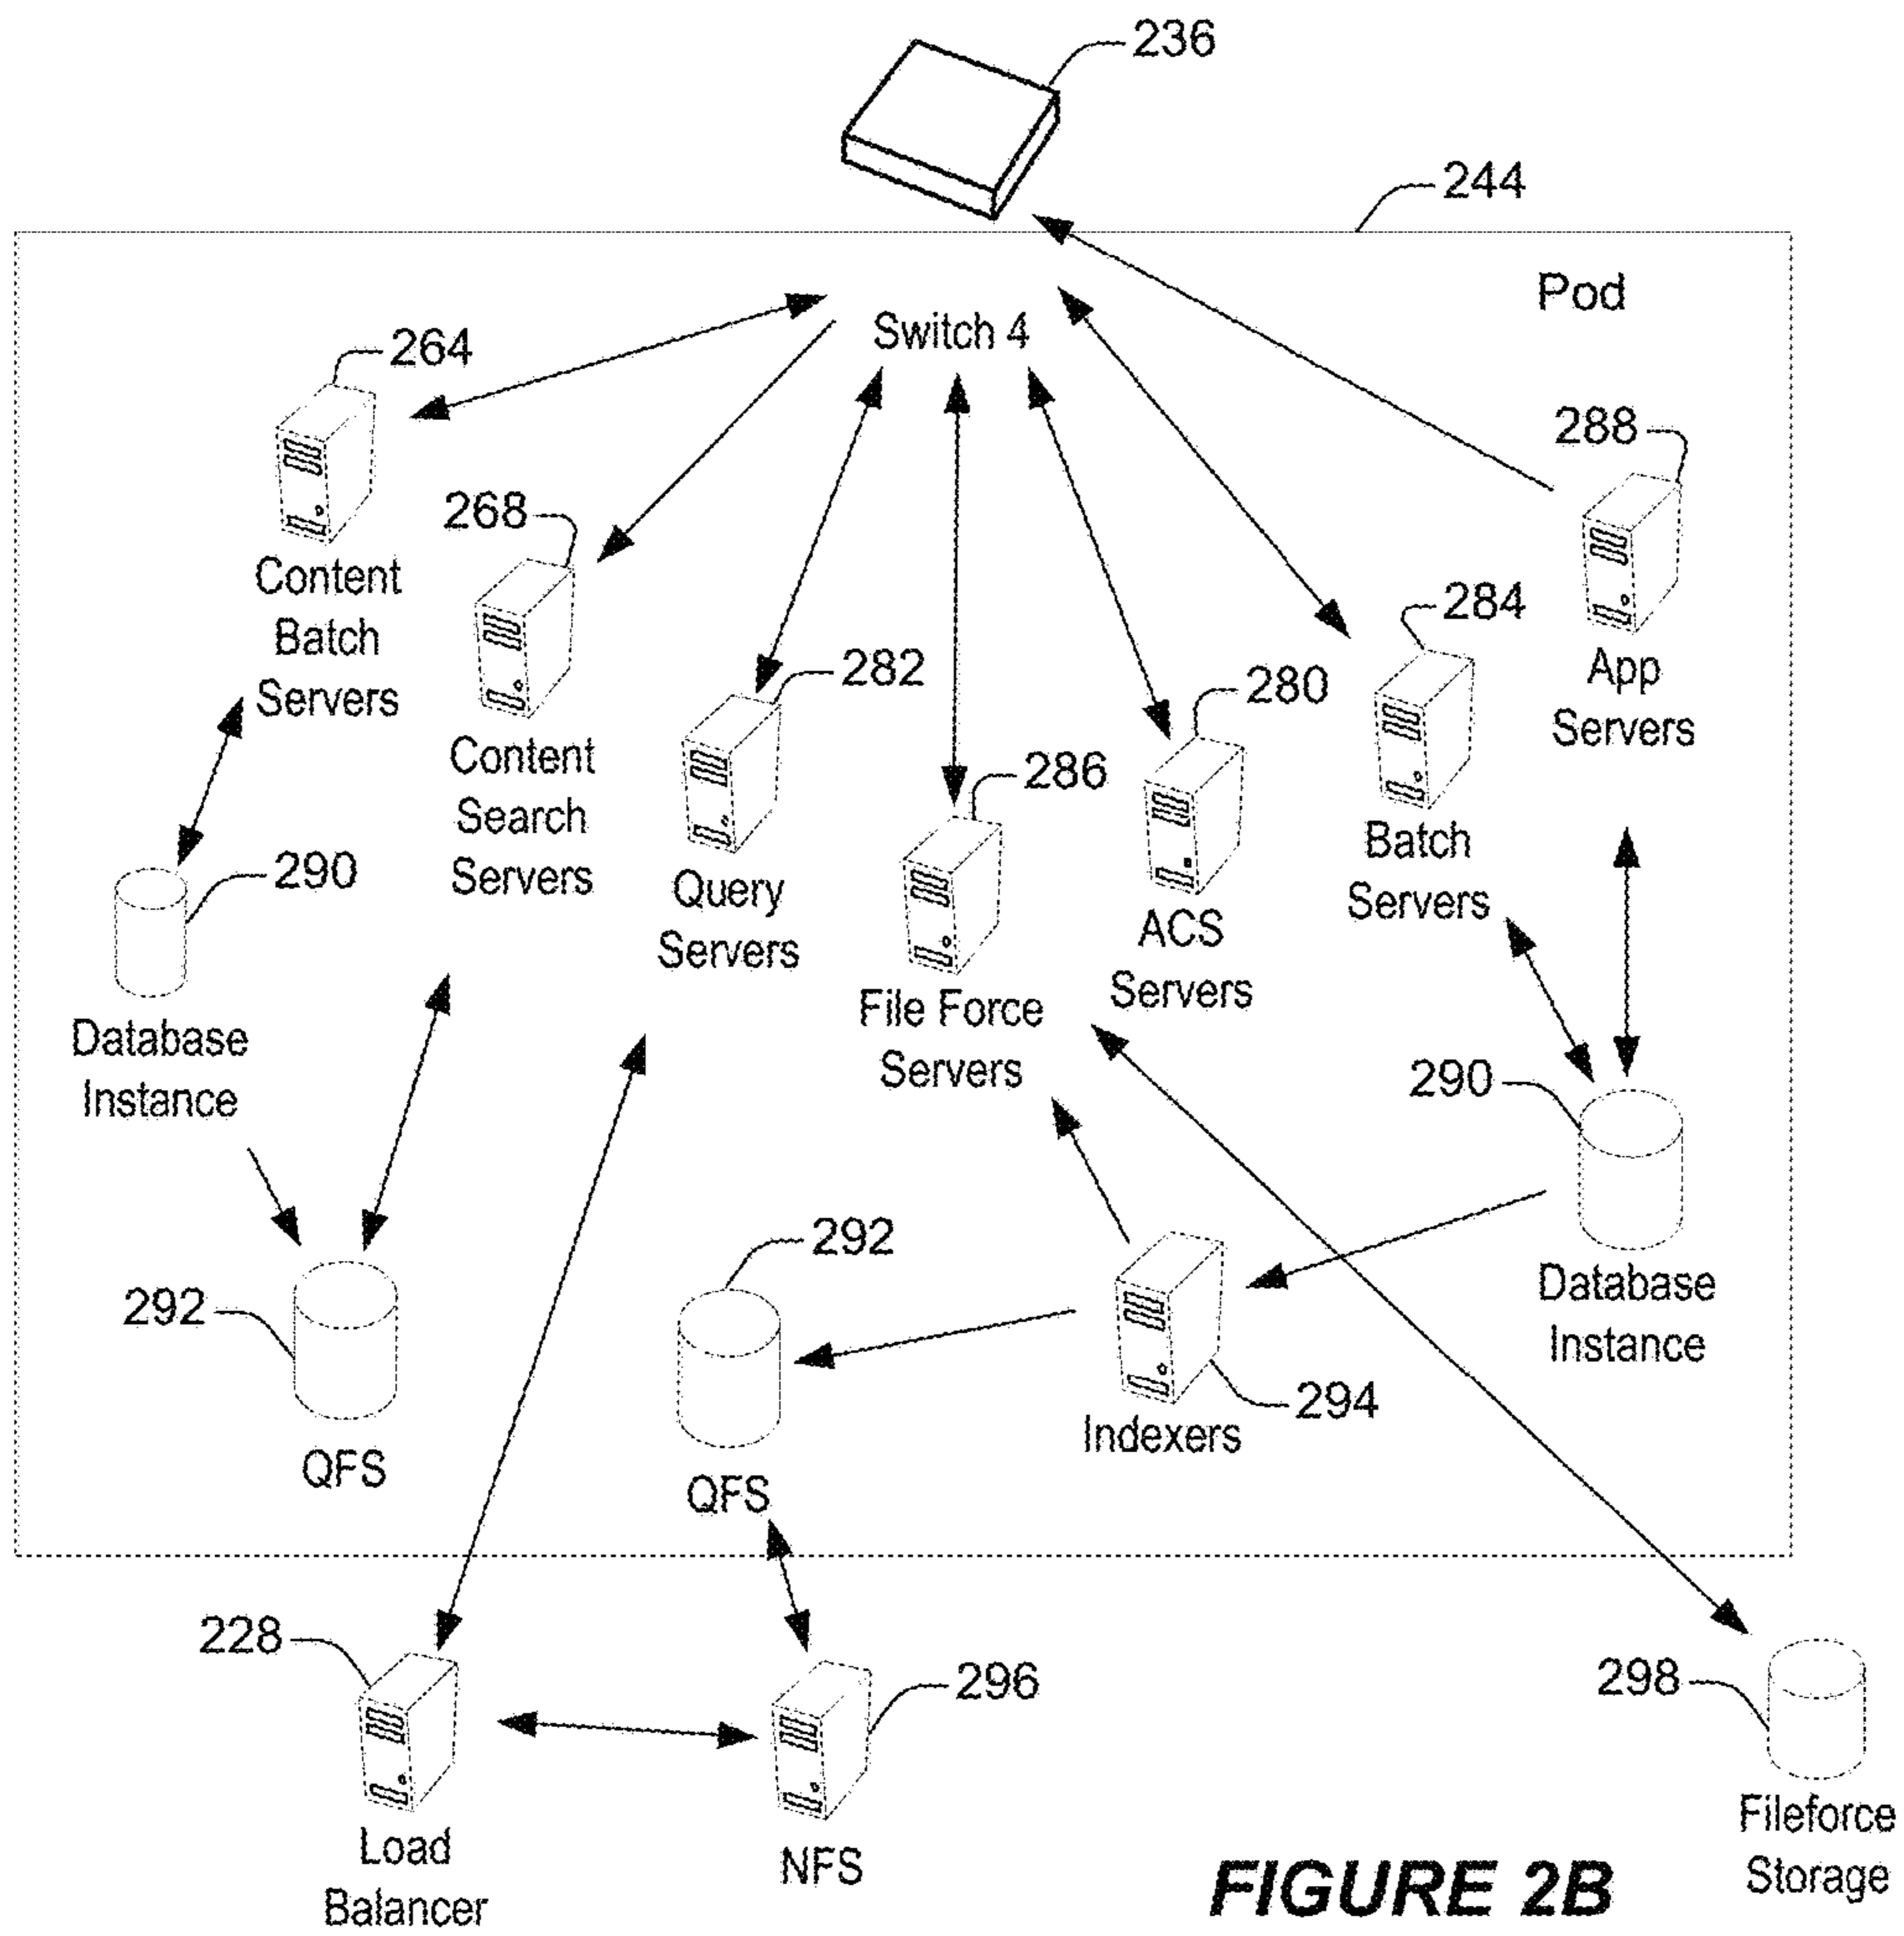 236
244
Pod
Switch 4
264
288
268
Content
Batch
Servers
284
282
280
App
Servers
Content
Search
Servers
286
Batch
Servers
290
Query
Servers
ACS
Servers
File Force
Servers
Database
Instance
290
292
292
Database
Instance
294
Indexers
QFS
QFS
228
296
298
Load
Balancer
NFS
Fileforce
Storage
FIGURE 2B